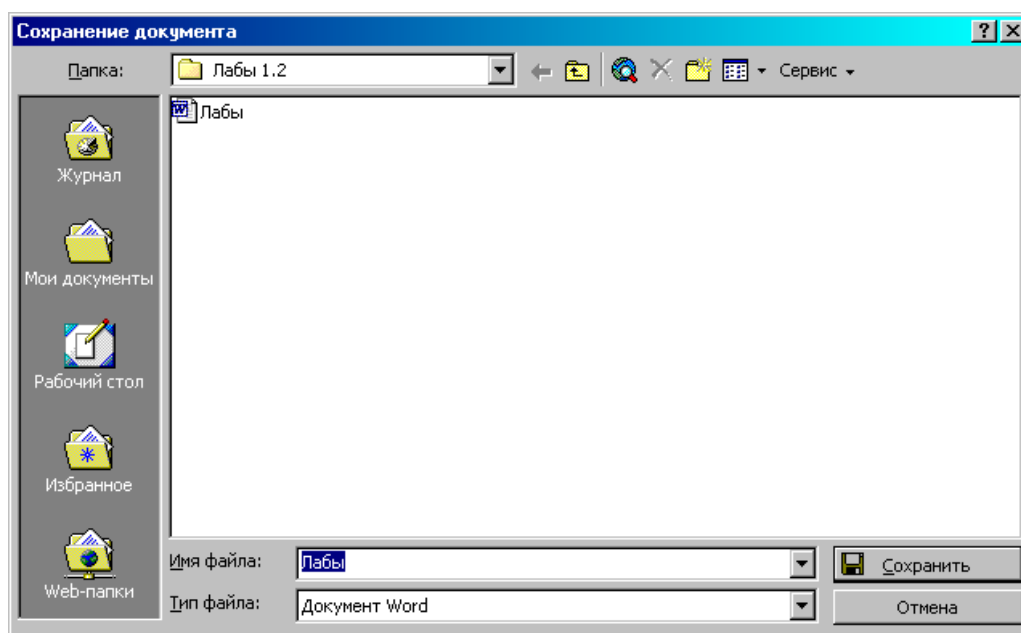 Сохранение документа
Папка: Лабы 1.2 Сервис
Лабы
Журнал
Мои документы
Рабочий стол
Избранное
Web-папки
Имя файла: Лабы Сохранить
Тип файла: Документ Word Отмена